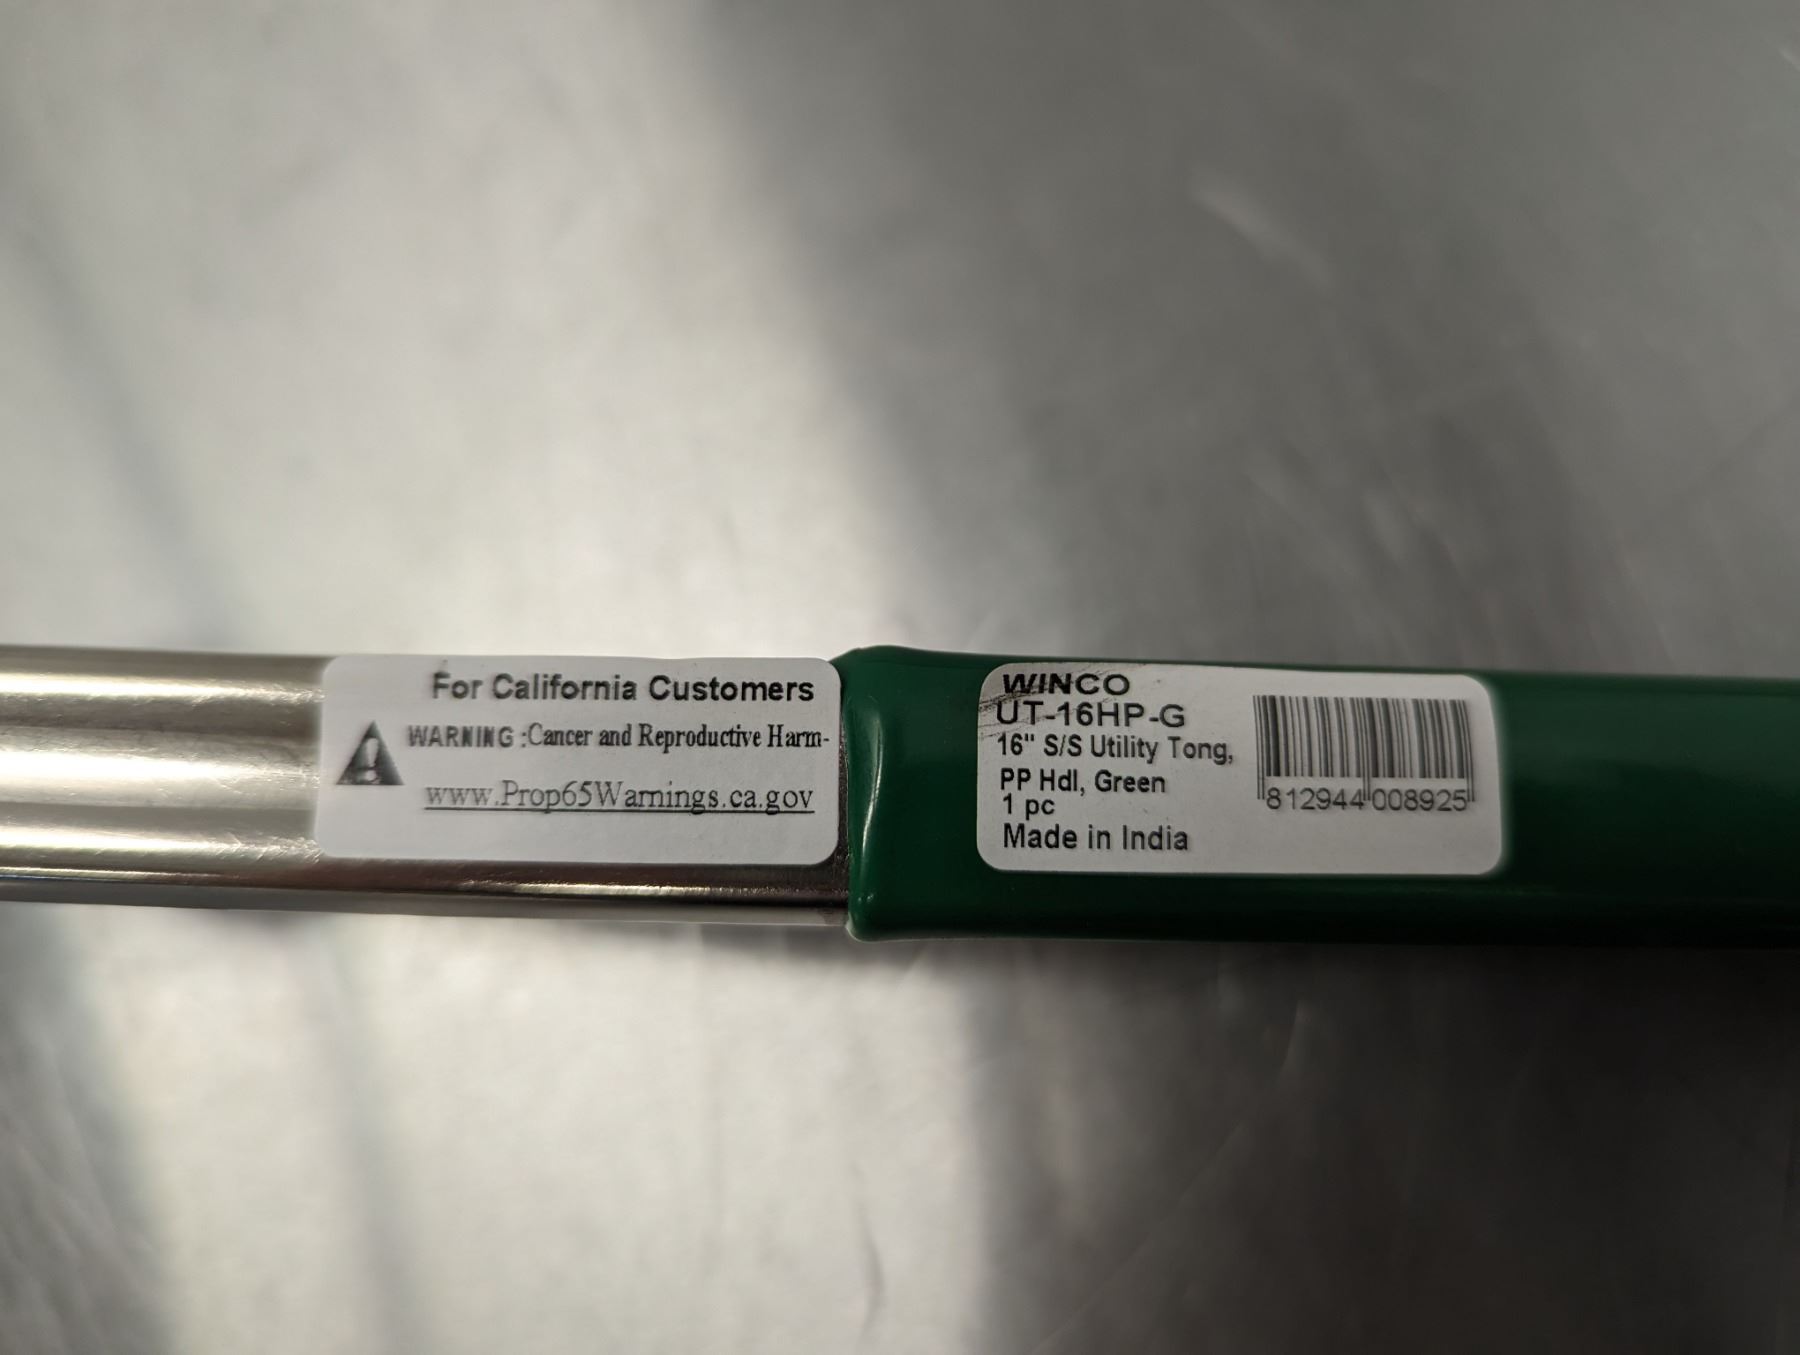 For California Customers
WARNING :Cancer and Reproductive Harm-
www.Prop65Warnings.ca.gov
WINCO
UT-16HP-G
16" S/S Utility Tong,
PP Hdl, Green
1 pc
Made in India
812944 008925